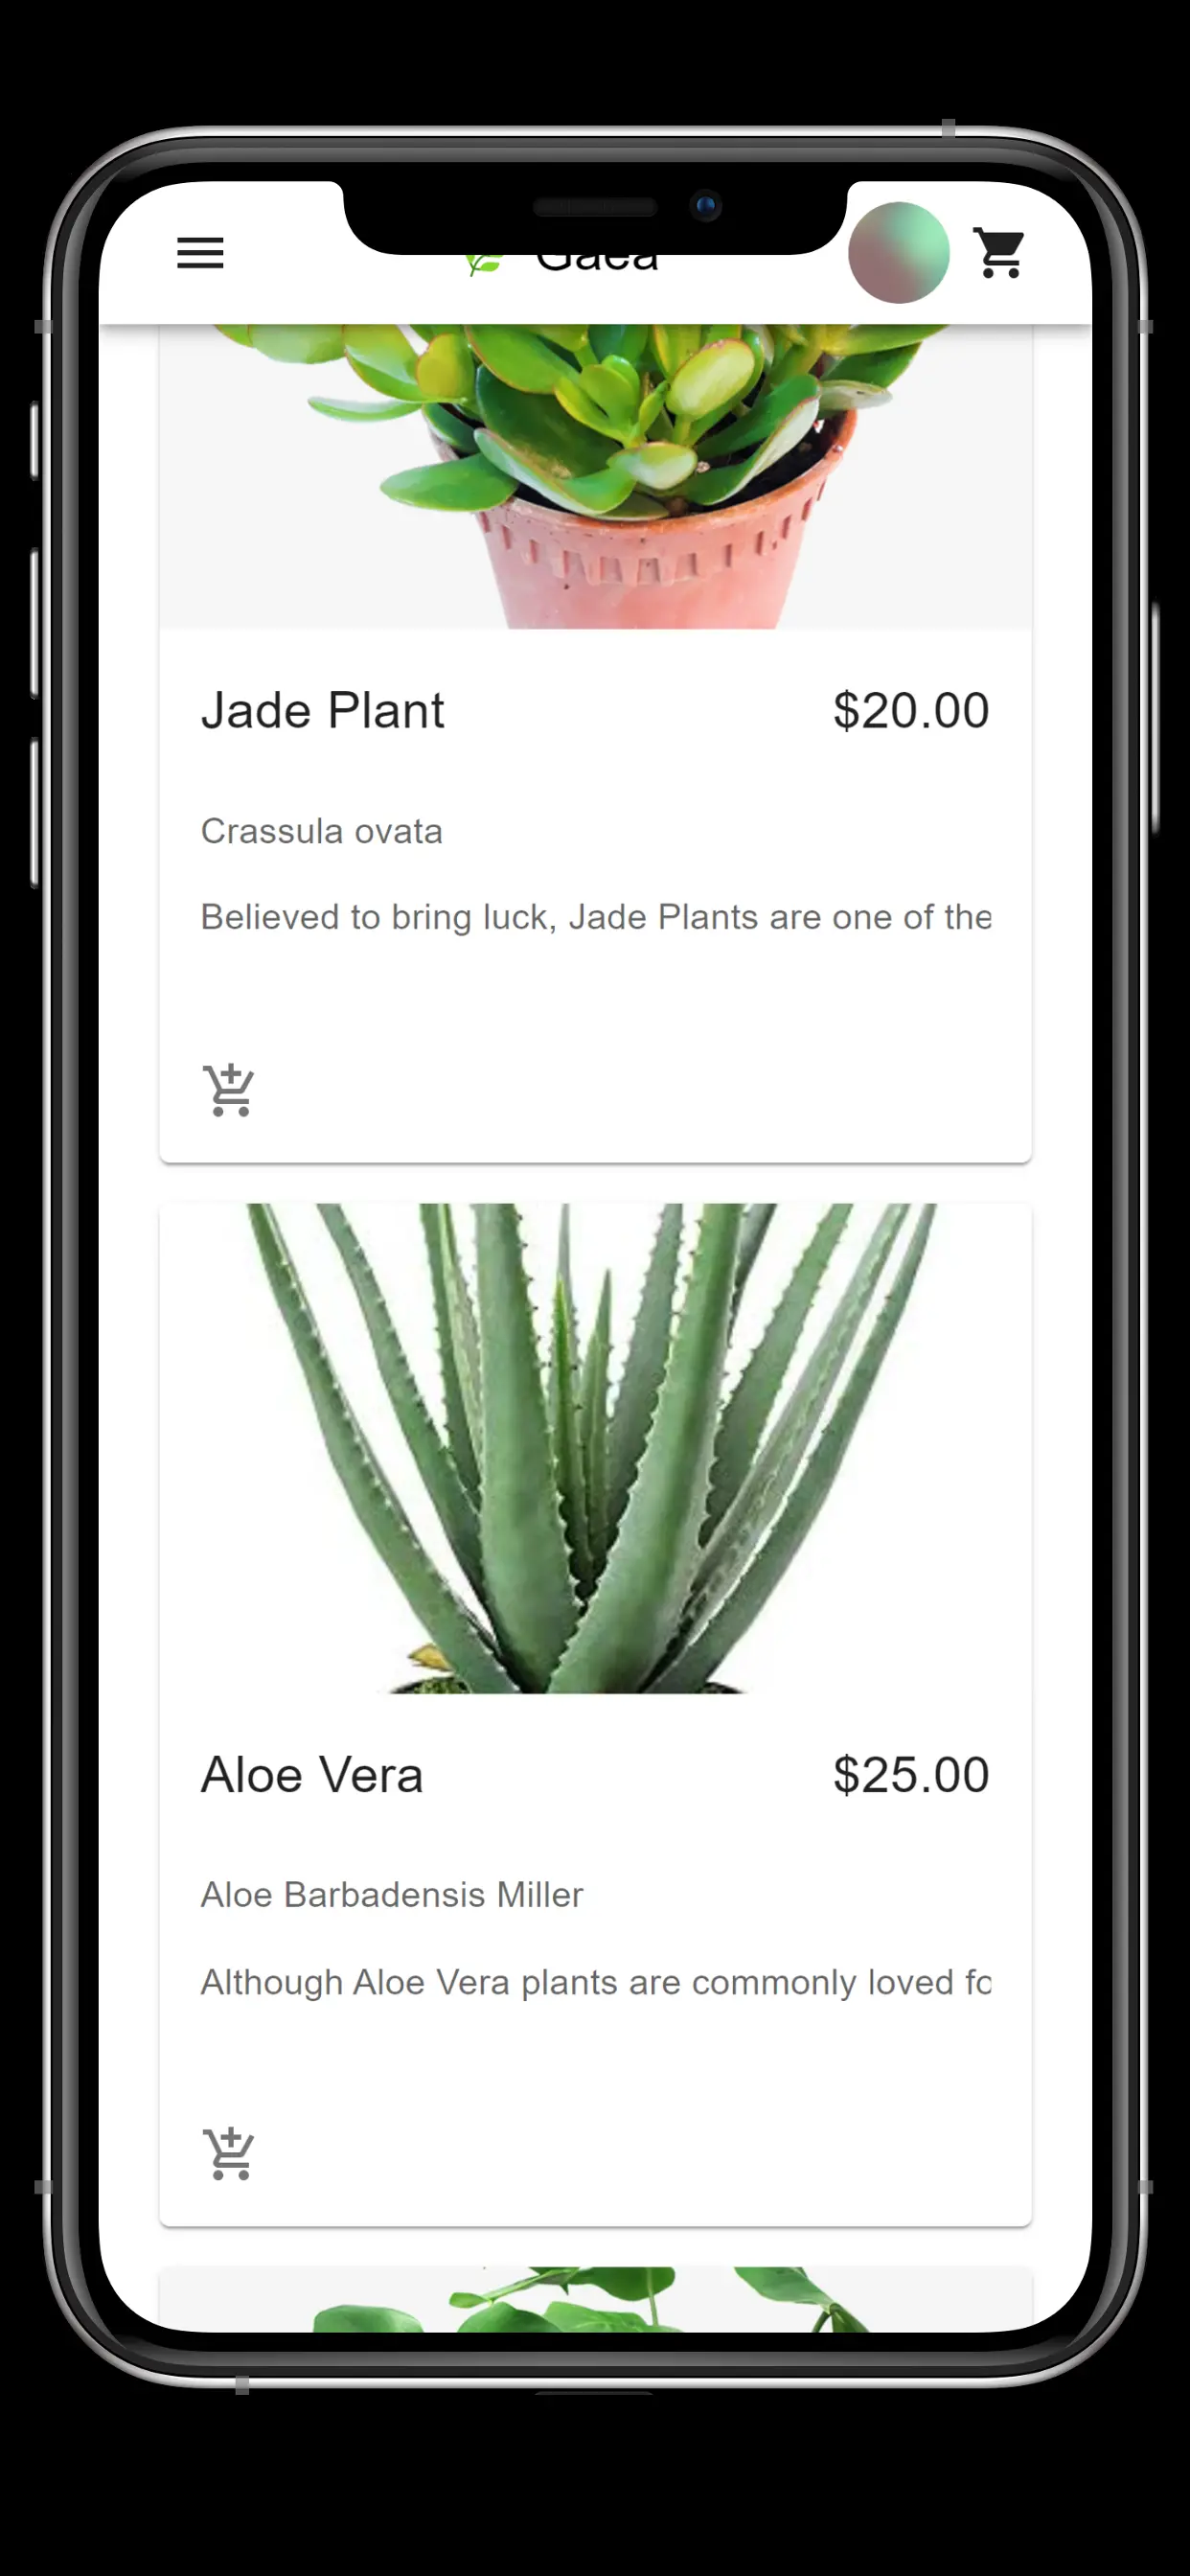 Gaea
Jade Plant $20.00
Crassula ovata
Believed to bring luck, Jade Plants are one of the
Aloe Vera $25.00
Aloe Barbadensis Miller
Although Aloe Vera plants are commonly loved fo